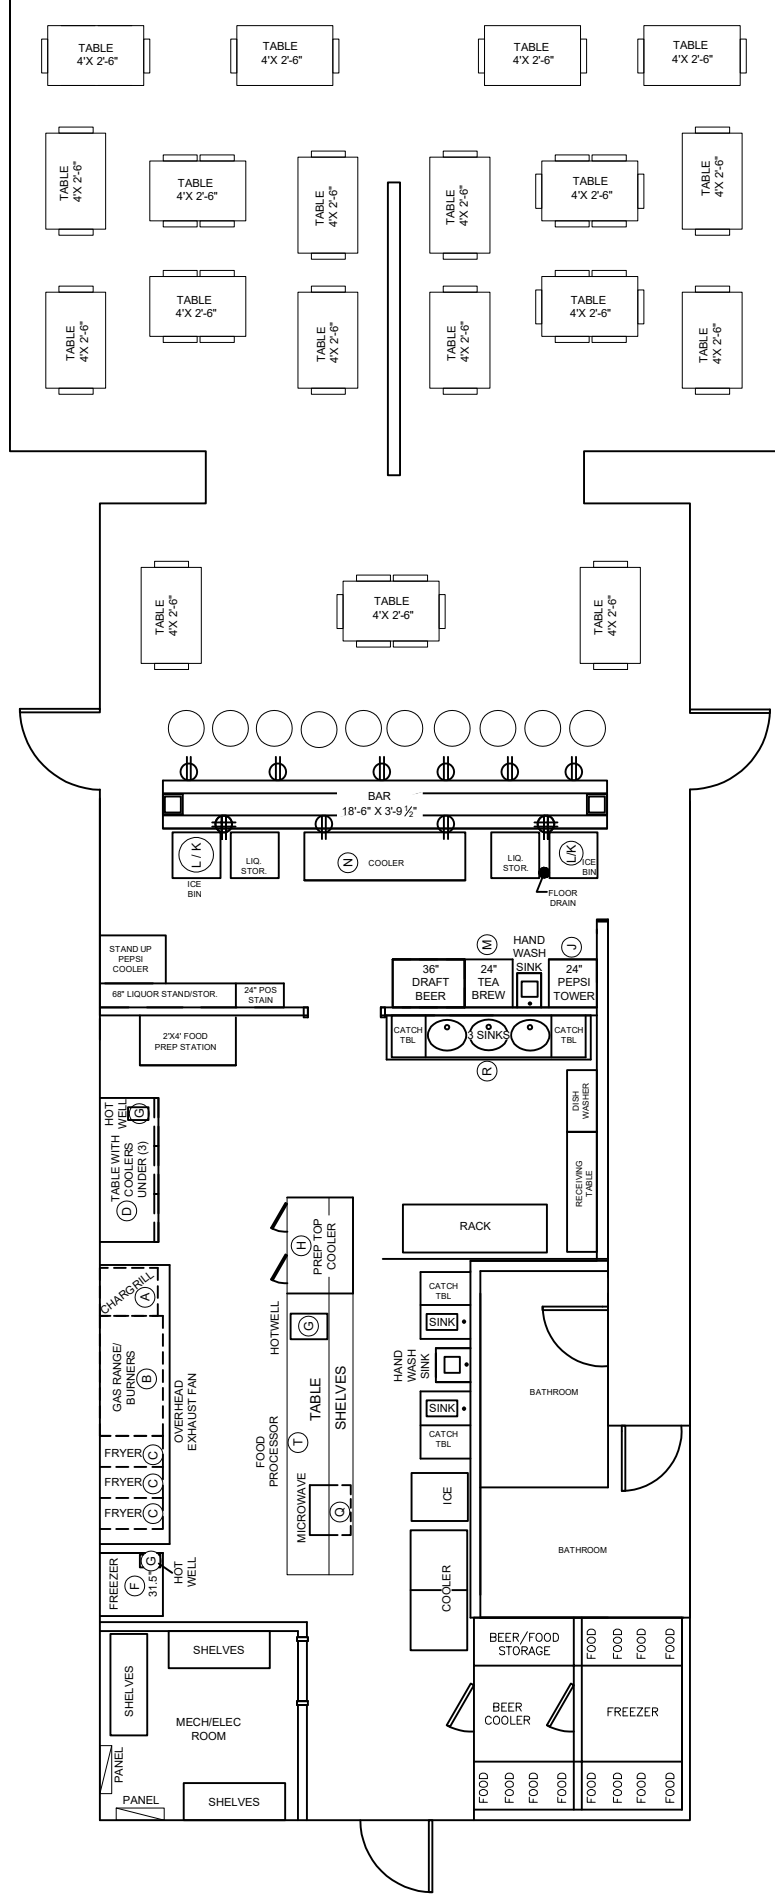 TABLE
4'X 2'-6"
TABLE
4'X 2'-6"
TABLE
4'X 2'-6"
TABLE
4'X 2'-6"
TABLE
4'X 2'-6"
TABLE
4'X 2'-6"
TABLE
4'X 2'-6"
TABLE
4'X 2'-6"
TABLE
4'X 2'-6"
TABLE
4'X 2'-6"
TABLE
4'X 2'-6"
TABLE
4'X 2'-6"
TABLE
4'X 2'-6"
TABLE
4'X 2'-6"
TABLE
4'X 2'-6"
TABLE
4'X 2'-6"
TABLE
4'X 2'-6"
TABLE
4'X 2'-6"
TABLE
4'X 2'-6"
BAR
18'-6" X 3'-9 ½"
L / K
ICE
BIN
LIQ.
STOR.
N
COOLER
LIQ.
STOR.
L/K
ICE
BIN
FLOOR
DRAIN
STAND UP
PEPSI
COOLER
68" LIQUOR STAND/STOR.
24" POS
STAIN
2'X4' FOOD
PREP STATION
36"
DRAFT
BEER
M
24"
TEA
BREW
HAND
WASH
SINK
J
24"
PEPSI
TOWER
CATCH
TBL
3 SINKS
CATCH
TBL
R
DISH
WASHER
RECEIVING
TABLE
RACK
HOT
WELL
G
TABLE WITH
COOLERS
UNDER (3)
D
H
PREP TOP
COOLER
CHARGRILL
A
GAS RANGE/
BURNERS
B
OVERHEAD
EXHAUST FAN
FRYER C
FRYER C
FRYER C
HOTWELL
G
TABLE
SHELVES
FOOD
PROCESSOR
T
MICROWAVE
Q
CATCH
TBL
SINK
HAND
WASH
SINK
SINK
CATCH
TBL
ICE
COOLER
BATHROOM
BATHROOM
FREEZER
F
31.5"
G
HOT
WELL
SHELVES
SHELVES
MECH/ELEC
ROOM
PANEL
PANEL
SHELVES
BEER/FOOD
STORAGE
FOOD
FOOD
FOOD
FOOD
BEER
COOLER
FREEZER
FOOD
FOOD
FOOD
FOOD
FOOD
FOOD
FOOD
FOOD